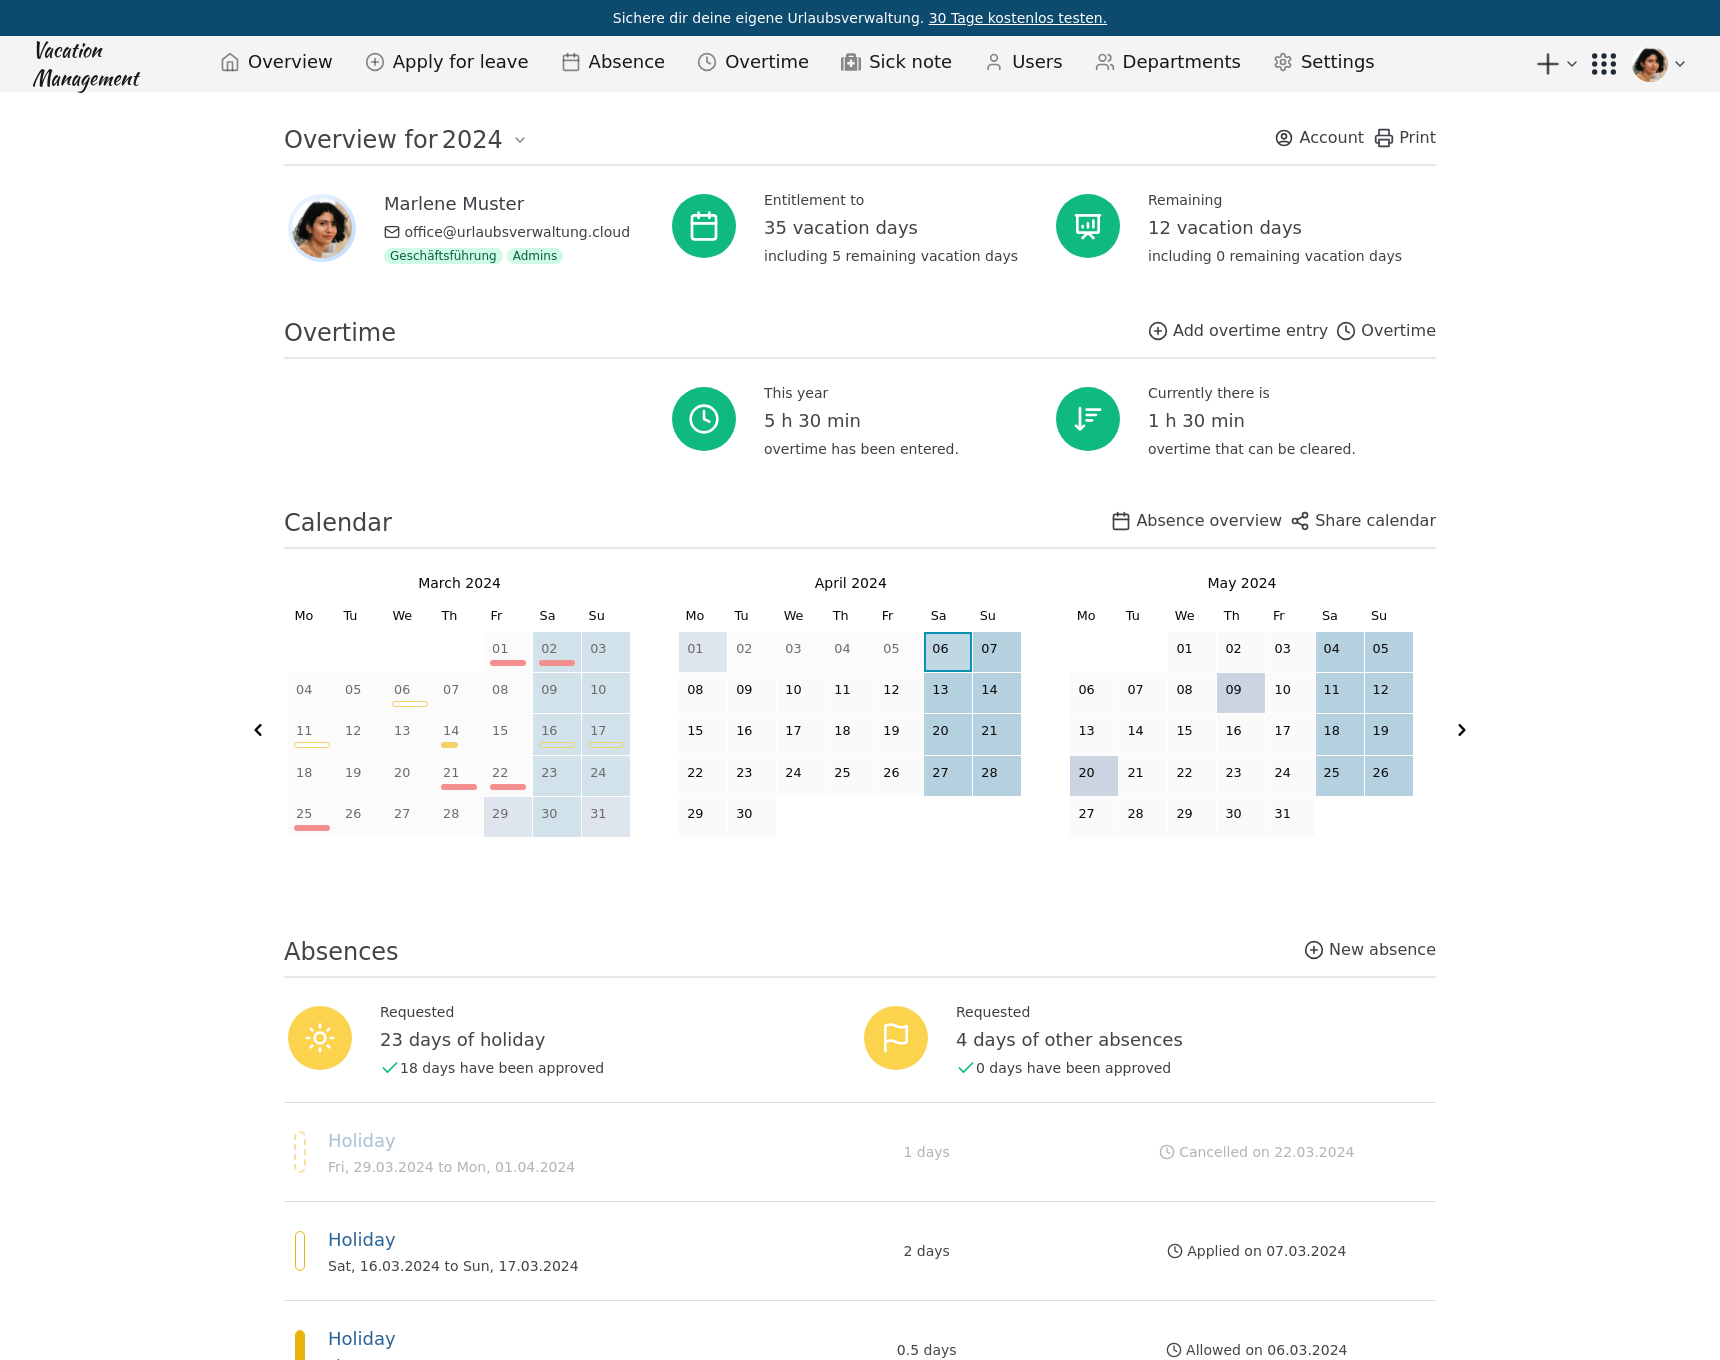 Sichere dir deine eigene Urlaubsverwaltung. 30 Tage kostenlos testen.
Vacation
Management
Overview Apply for leave Absence Overtime Sick note Users Departments Settings
Overview for 2024 Account Print
Marlene Muster
office@urlaubsverwaltung.cloud
Geschäftsführung Admins
Entitlement to
35 vacation days
including 5 remaining vacation days
Remaining
12 vacation days
including 0 remaining vacation days
Overtime Add overtime entry Overtime
This year
5 h 30 min
overtime has been entered.
Currently there is
1 h 30 min
overtime that can be cleared.
Calendar Absence overview Share calendar
March 2024
Mo Tu We Th Fr Sa Su
01 02 03
04 05 06 07 08 09 10
11 12 13 14 15 16 17
18 19 20 21 22 23 24
25 26 27 28 29 30 31
April 2024
Mo Tu We Th Fr Sa Su
01 02 03 04 05 06 07
08 09 10 11 12 13 14
15 16 17 18 19 20 21
22 23 24 25 26 27 28
29 30
May 2024
Mo Tu We Th Fr Sa Su
01 02 03 04 05
06 07 08 09 10 11 12
13 14 15 16 17 18 19
20 21 22 23 24 25 26
27 28 29 30 31
Absences New absence
Requested
23 days of holiday
18 days have been approved
Requested
4 days of other absences
0 days have been approved
Holiday
Fri, 29.03.2024 to Mon, 01.04.2024
1 days
Cancelled on 22.03.2024
Holiday
Sat, 16.03.2024 to Sun, 17.03.2024
2 days
Applied on 07.03.2024
Holiday
0.5 days
Allowed on 06.03.2024